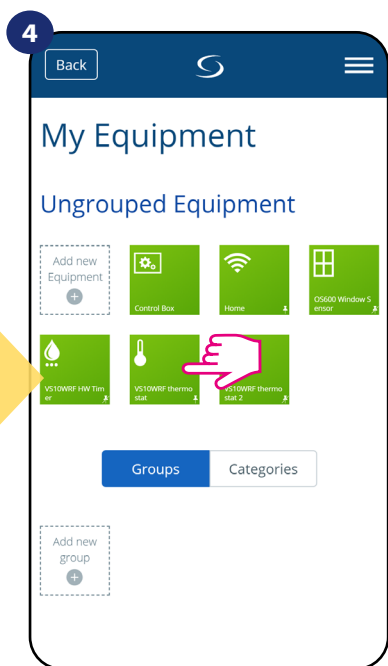 4
Back
My Equipment
Ungrouped Equipment
Add new
Equipment
Control Box
Home
OS600 Window S
ensor
VS10WRF HW Tim
er
VS10WRF thermo
stat
VS10WRF thermo
stat 2
Groups
Categories
Add new
group